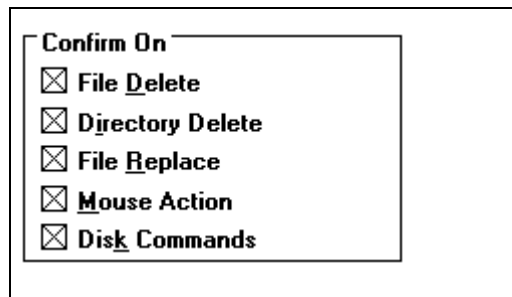 Confirm On
File Delete
Directory Delete
File Replace
Mouse Action
Disk Commands